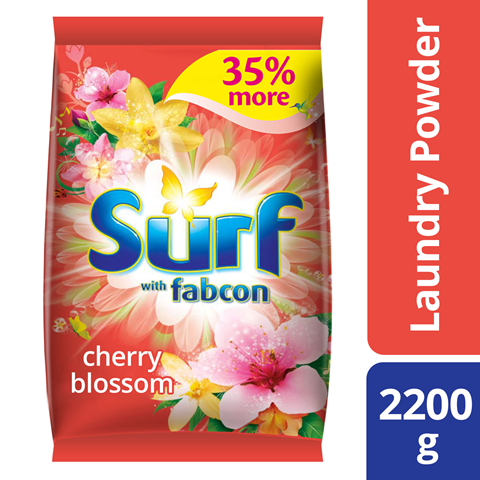 35%
more
Surf
with fabcon
cherry
blossom
Laundry Powder
2200
g